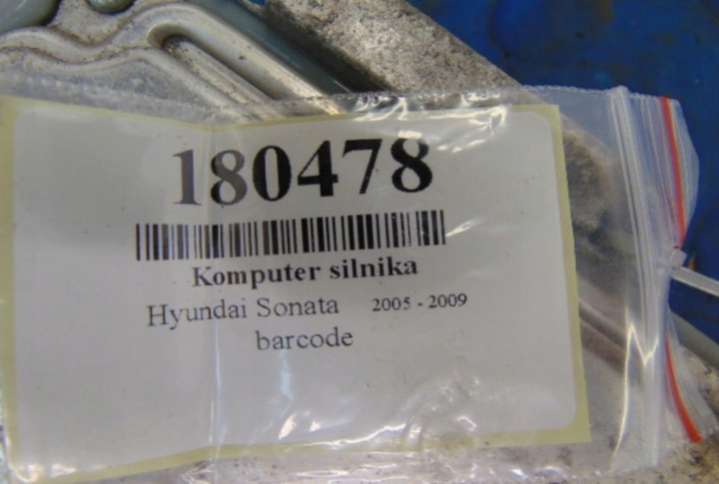 180478
Komputer silnika
Hyundai Sonata 2005 - 2009
barcode